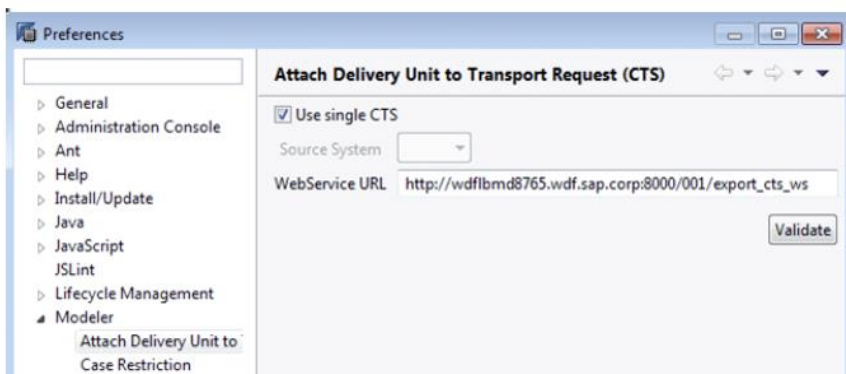 Preferences
Attach Delivery Unit to Transport Request (CTS)
General
Administration Console
Ant
Help
Install/Update
Java
JavaScript
JSLint
Lifecycle Management
Modeler
Attach Delivery Unit to
Case Restriction
Use single CTS
Source System
WebService URL http://wdflbmd8765.wdf.sap.corp:8000/001/export_cts_ws
Validate